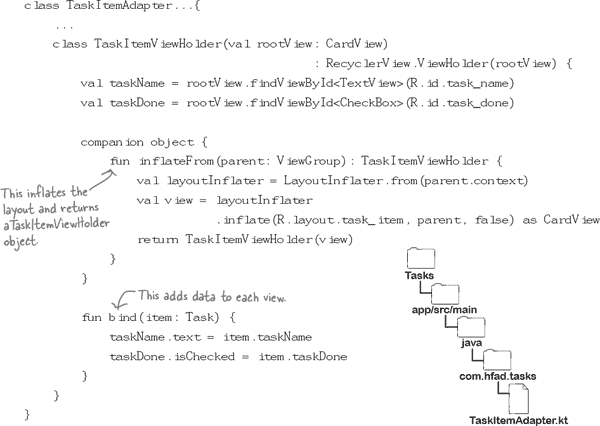 class TaskItemAdapter...{
...
class TaskItemViewHolder(val rootView: CardView)
: RecyclerView.ViewHolder(rootView) {
val taskName = rootView.findViewById<TextView>(R.id.task_name)
val taskDone = rootView.findViewById<CheckBox>(R.id.task_done)
companion object {
fun inflateFrom(parent: ViewGroup): TaskItemViewHolder {
val layoutInflater = LayoutInflater.from(parent.context)
val view = layoutInflater
.inflate(R.layout.task_item, parent, false) as CardView
return TaskItemViewHolder(view)
}
}
This inflates the
layout and returns
a TaskItemViewHolder
object.
This adds data to each view.
fun bind(item: Task) {
taskName.text = item.taskName
taskDone.isChecked = item.taskDone
}
}
}
Tasks
app/src/main
java
com.hfad.tasks
TaskItemAdapter.kt